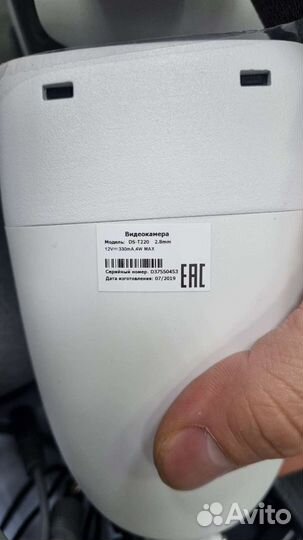 Видеокамера
Модель: DS-T220 2.8mm
12V⎓330mA,4W MAX
Серийный номер. D37550453
Дата изготовления: 07/2019
EAC
Avito